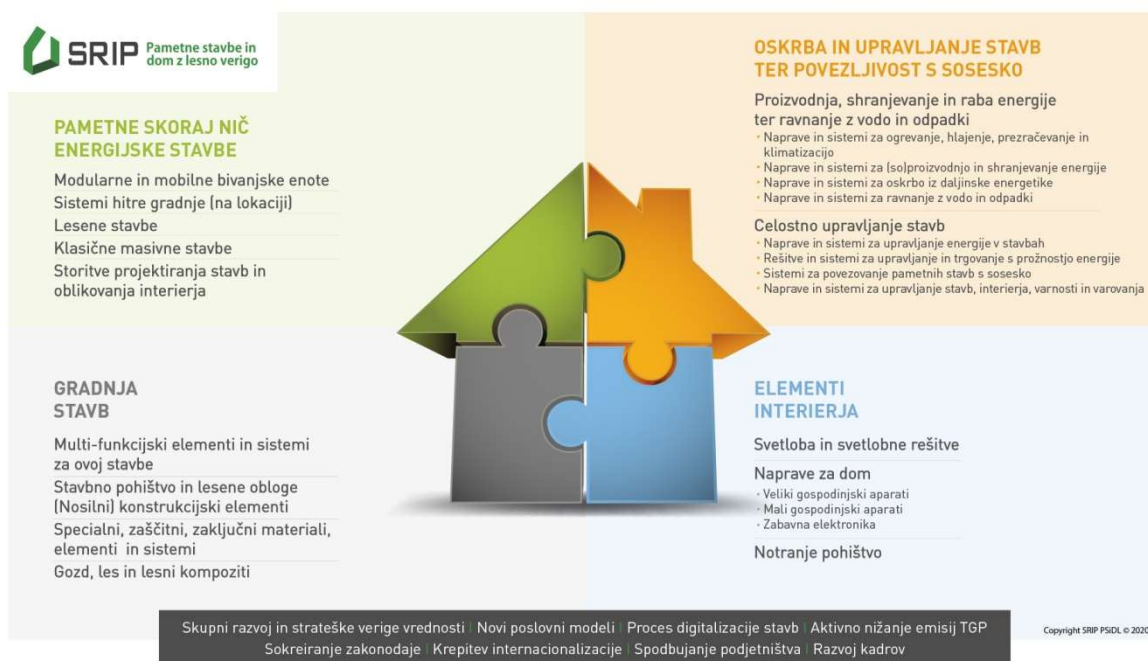 SRIP Pametne stavbe in
dom z lesno verigo
PAMETNE SKORAJ NIČ
ENERGIJSKE STAVBE
Modularne in mobilne bivanjske enote
Sistemi hitre gradnje (na lokaciji)
Lesene stavbe
Klasične masivne stavbe
Storitve projektiranja stavb in
oblikovanja interierja
OSKRBA IN UPRAVLJANJE STAVB
TER POVEZLJIVOST S SOSESKO
Proizvodnja, shranjevanje in raba energije
ter ravnanje z vodo in odpadki
· Naprave in sistemi za ogrevanje, hlajenje, prezračevanje in
klimatizacijo
· Naprave in sistemi za (so)proizvodnjo in shranjevanje energije
· Naprave in sistemi za oskrbo iz daljinske energetike
· Naprave in sistemi za ravnanje z vodo in odpadki
Celostno upravljanje stavb
· Naprave in sistemi za upravljanje energije v stavbah
· Rešitve in sistemi za upravljanje in trgovanje s prožnostjo energije
· Sistemi za povezovanje pametnih stavb s sosesko
· Naprave in sistemi za upravljanje stavb, interierja, varnosti in varovanja
GRADNJA
STAVB
Multi-funkcijski elementi in sistemi
za ovoj stavbe
Stavbno pohištvo in lesene obloge
(Nosilni) konstrukcijski elementi
Specialni, zaščitni, zaključni materiali,
elementi in sistemi
Gozd, les in lesni kompoziti
ELEMENTI
INTERIERJA
Svetloba in svetlobne rešitve
Naprave za dom
· Veliki gospodinjski aparati
· Mali gospodinjski aparati
· Zabavna elektronika
Notranje pohištvo
Skupni razvoj in strateške verige vrednosti | Novi poslovni modeli | Proces digitalizacije stavb | Aktivno nižanje emisij TGP
Sokreiranje zakonodaje | Krepitev internacionalizacije | Spodbujanje podjetništva | Razvoj kadrov
Copyright SRIP PSiDL © 2020